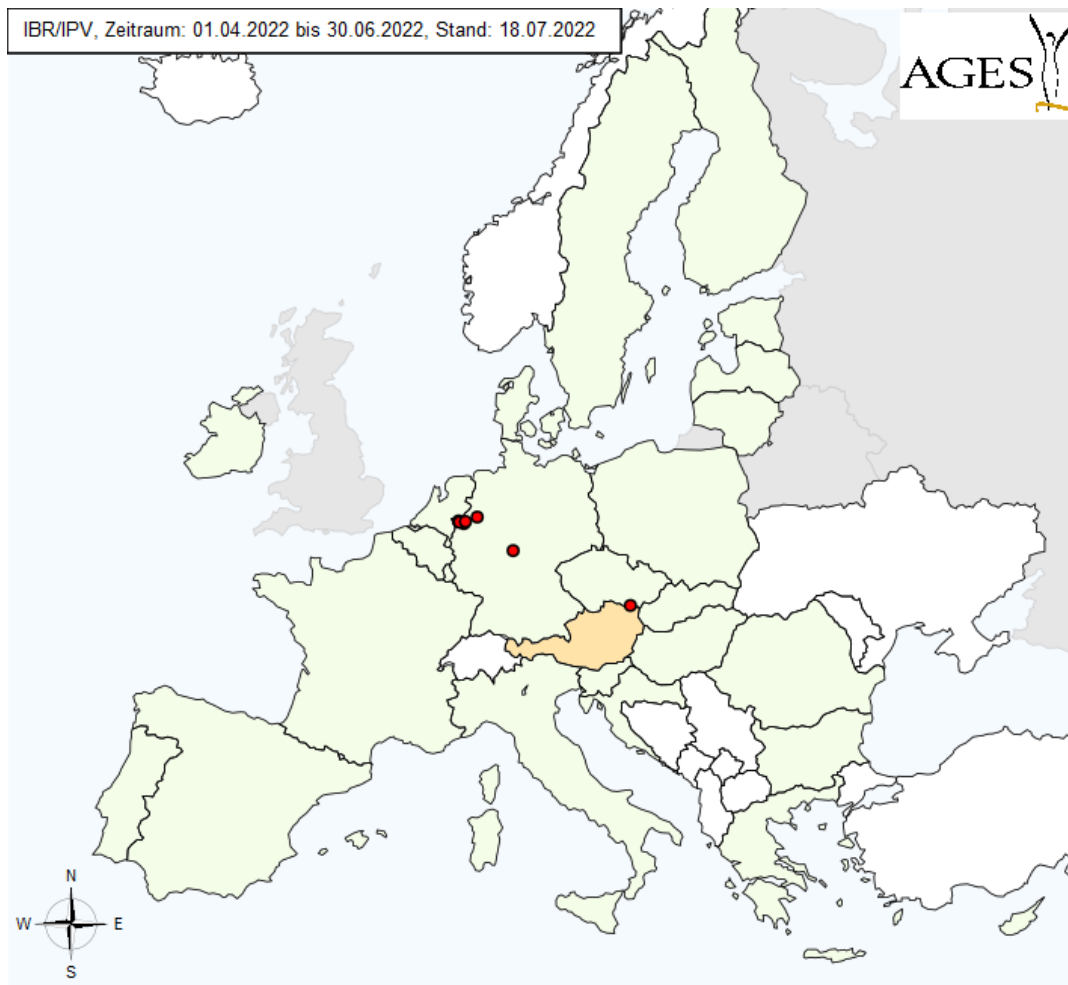 IBR/IPV, Zeitraum: 01.04.2022 bis 30.06.2022, Stand: 18.07.2022
AGES
N
W E
S